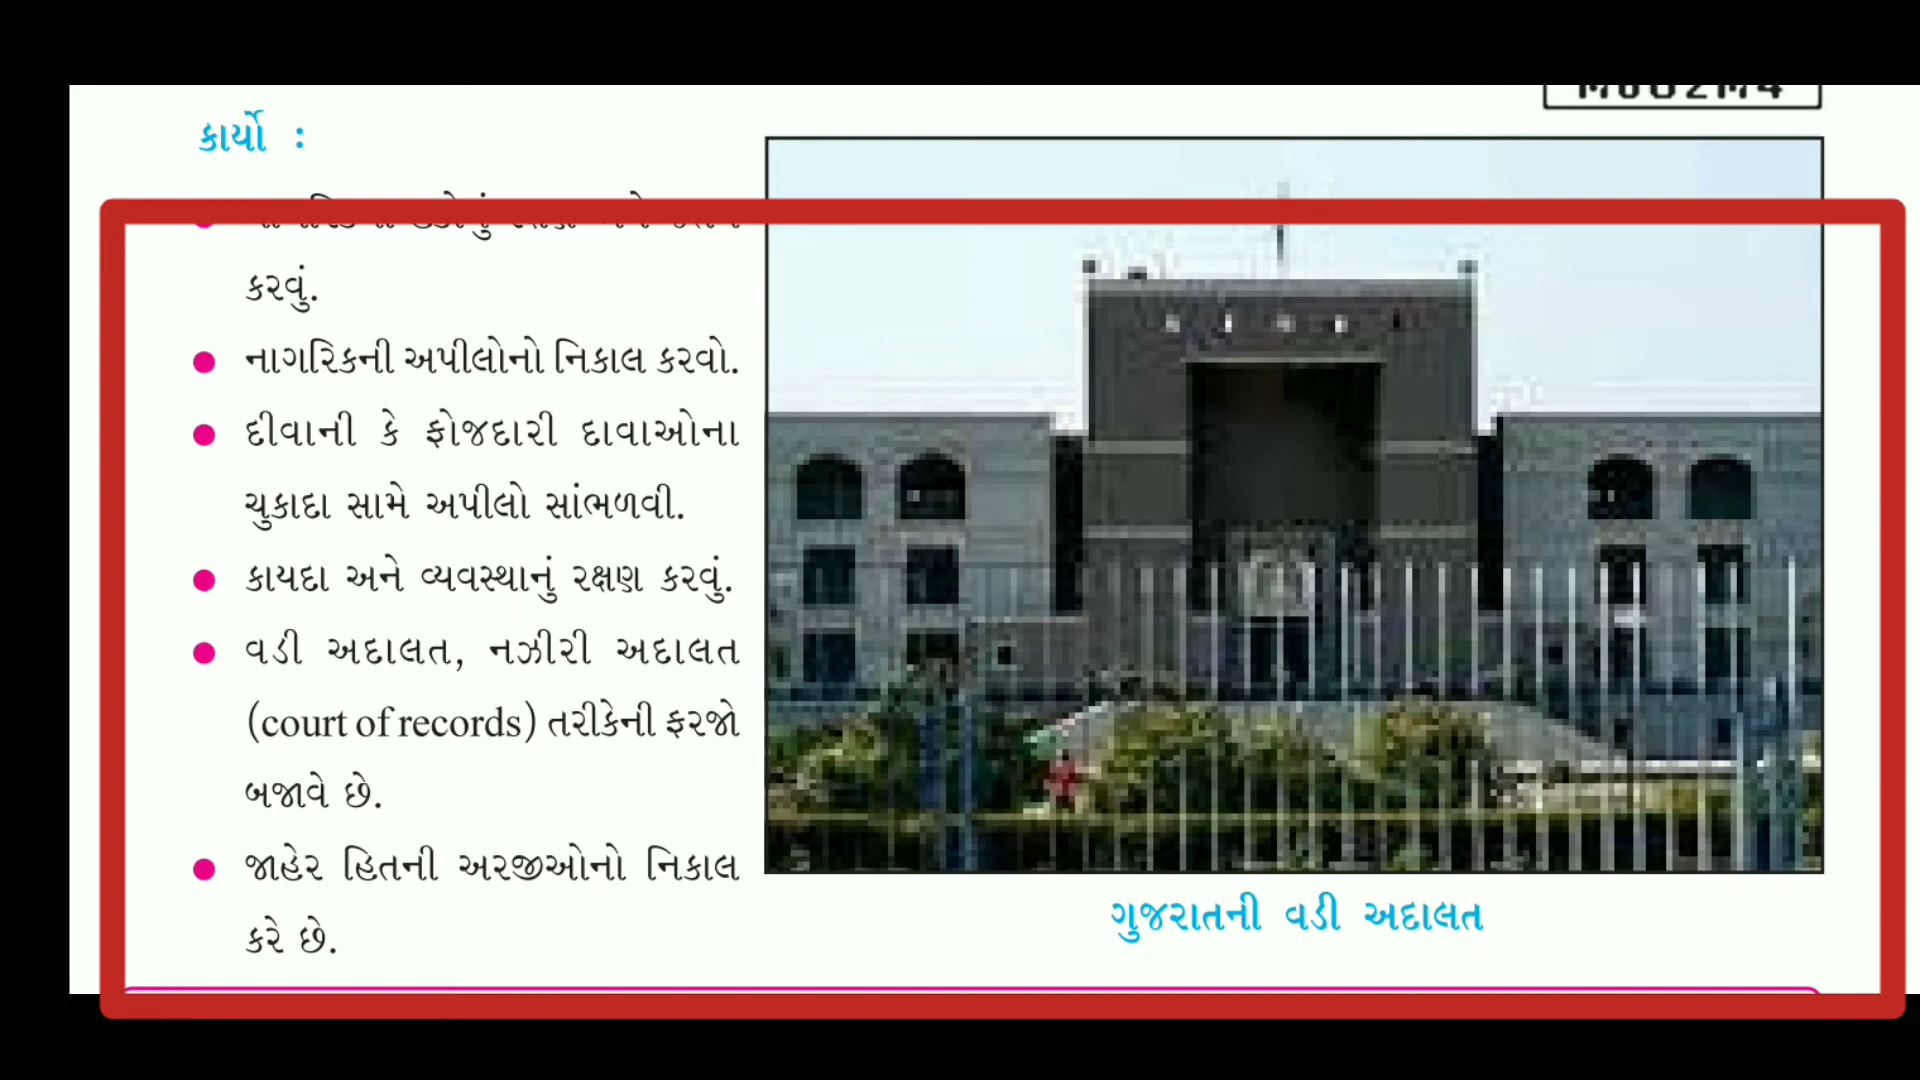 કાર્યો :
કરવું.
નાગરિકની અપીલોનો નિકાલ કરવો.
દીવાની કે ફોજદારી દાવાઓના
ચુકાદા સામે અપીલો સાંભળવી.
કાયદા અને વ્યવસ્થાનું રક્ષણ કરવું.
વડી અદાલત, નઝીરી અદાલત
(court of records) તરીકેની ફરજો
બજાવે છે.
જાહેર હિતની અરજીઓનો નિકાલ
કરે છે.
ગુજરાતની વડી અદાલત